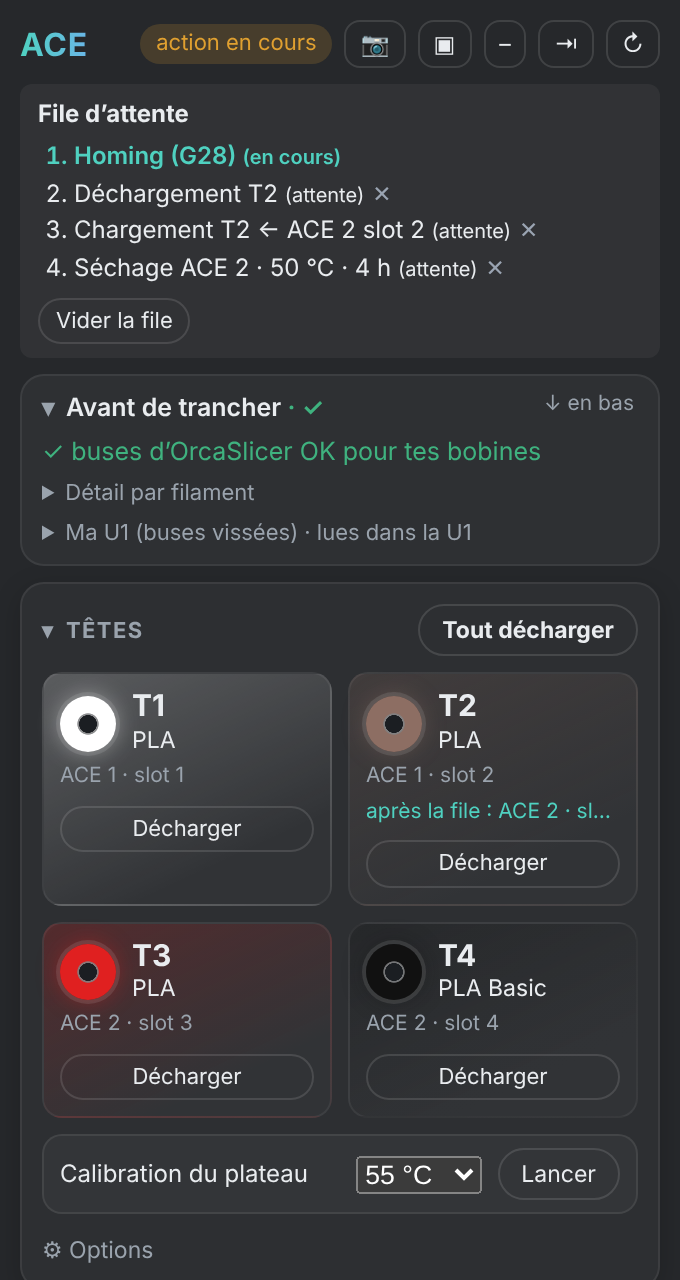 ACE
action en cours
File d’attente
1. Homing (G28) (en cours)
2. Déchargement T2 (attente) ✕
3. Chargement T2 ← ACE 2 slot 2 (attente) ✕
4. Séchage ACE 2 · 50 °C · 4 h (attente) ✕
Vider la file
▼ Avant de trancher · ✓
↓ en bas
✓ buses d’OrcaSlicer OK pour tes bobines
▶ Détail par filament
▶ Ma U1 (buses vissées) · lues dans la U1
▼ TÊTES
Tout décharger
T1
PLA
ACE 1 · slot 1
Décharger
T2
PLA
ACE 1 · slot 2
après la file : ACE 2 · sl...
Décharger
T3
PLA
ACE 2 · slot 3
Décharger
T4
PLA Basic
ACE 2 · slot 4
Décharger
Calibration du plateau
55 °C
Lancer
⚙ Options